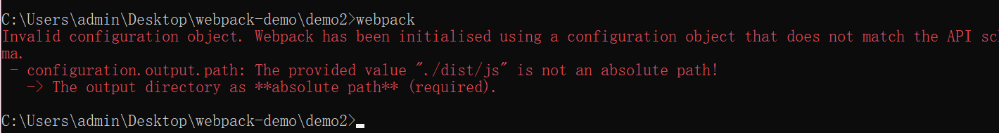 C:\Users\admin\Desktop\webpack-demo\demo2>webpack
Invalid configuration object. Webpack has been initialised using a configuration object that does not match the API sc
ma.
- configuration.output.path: The provided value "./dist/js" is not an absolute path!
-> The output directory as **absolute path** (required).
C:\Users\admin\Desktop\webpack-demo\demo2>